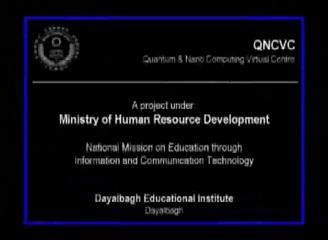 QNCVC
Quantum & Nano Computing Virtual Centre
A project under:
Ministry of Human Resource Development
National Mission on Education through
Information and Communication Technology
Dayalbagh Educational Institute
Dayalbagh